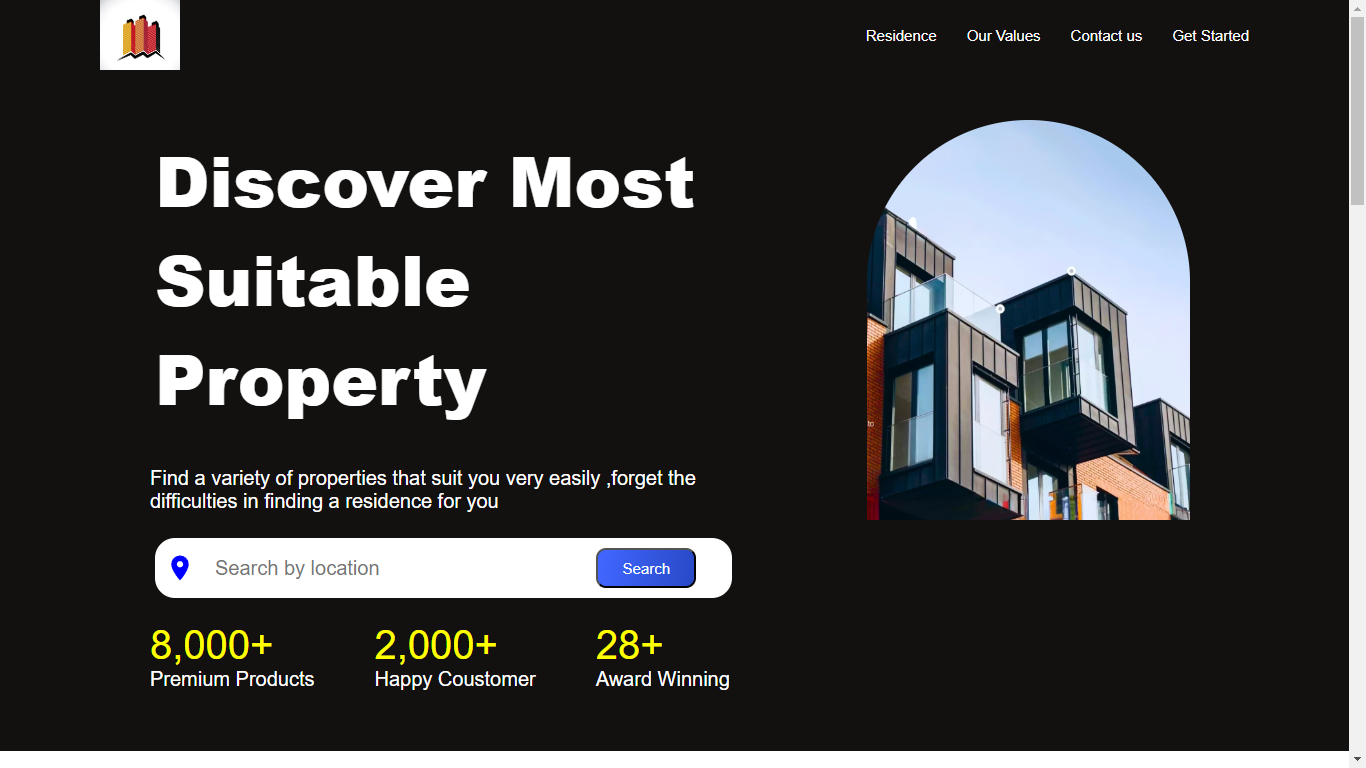 Residence Our Values Contact us Get Started
Discover Most
Suitable
Property
Find a variety of properties that suit you very easily ,forget the
difficulties in finding a residence for you
Search by location Search
8,000+ 2,000+ 28+
Premium Products Happy Coustomer Award Winning
to